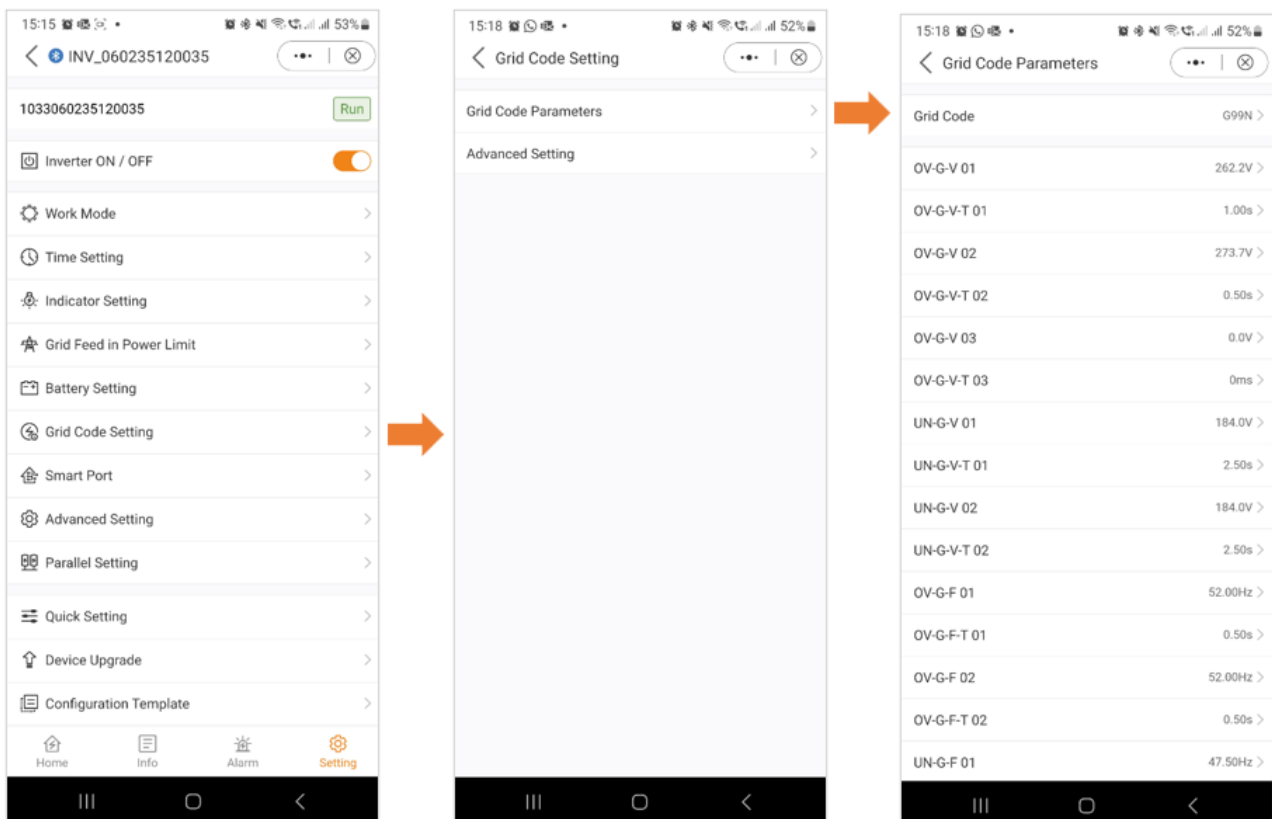 15:15 53%
INV_060235120035
1033060235120035 Run
Inverter ON / OFF
Work Mode
Time Setting
Indicator Setting
Grid Feed in Power Limit
Battery Setting
Grid Code Setting
Smart Port
Advanced Setting
Parallel Setting
Quick Setting
Device Upgrade
Configuration Template
Home Info Alarm Setting
15:18 52%
Grid Code Setting
Grid Code Parameters
Advanced Setting
15:18 52%
Grid Code Parameters
Grid Code G99N
OV-G-V 01 262.2V
OV-G-V-T 01 1.00s
OV-G-V 02 273.7V
OV-G-V-T 02 0.50s
OV-G-V 03 0.0V
OV-G-V-T 03 0ms
UN-G-V 01 184.0V
UN-G-V-T 01 2.50s
UN-G-V 02 184.0V
UN-G-V-T 02 2.50s
OV-G-F 01 52.00Hz
OV-G-F-T 01 0.50s
OV-G-F 02 52.00Hz
OV-G-F-T 02 0.50s
UN-G-F 01 47.50Hz